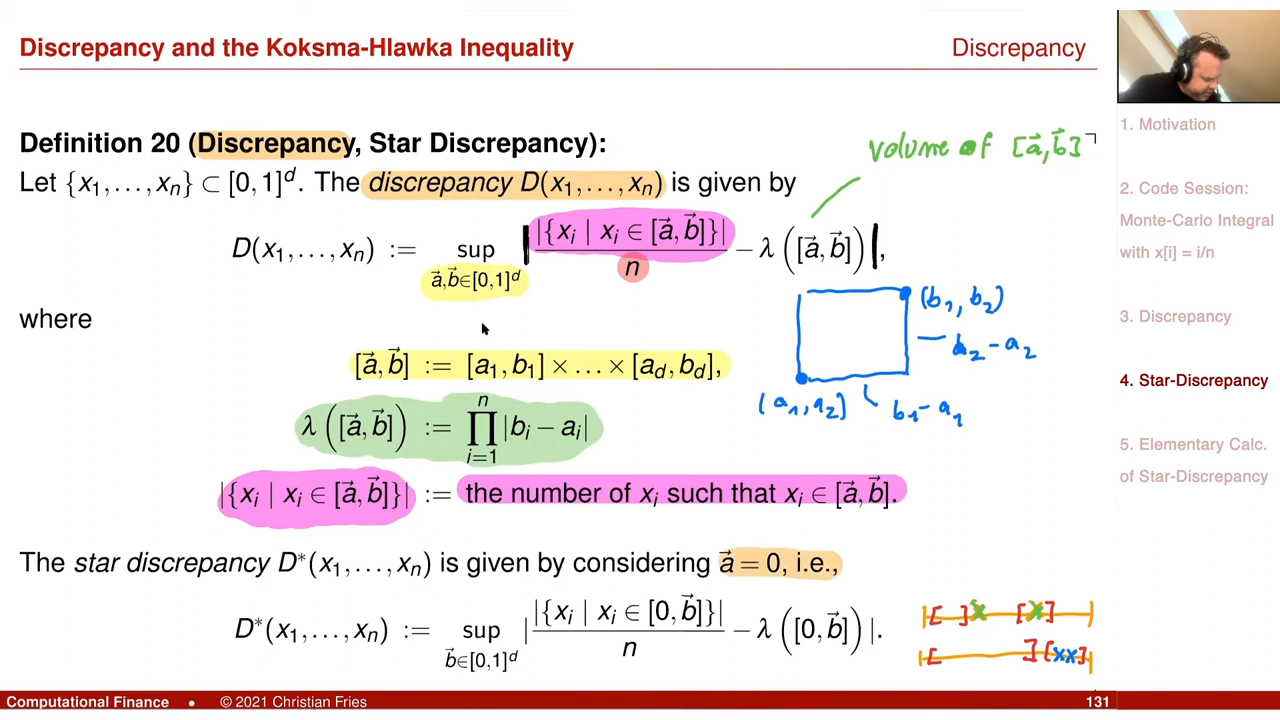 Discrepancy and the Koksma-Hlawka Inequality
Discrepancy
Definition 20 (Discrepancy, Star Discrepancy):
volume of [a⃗,b⃗]
Let {x₁,…,xₙ} ⊂ [0,1]ᵈ. The discrepancy D(x₁,…,xₙ) is given by
D(x₁,…,xₙ) := sup_{a⃗,b⃗∈[0,1]ᵈ} | |{xᵢ | xᵢ ∈ [a⃗,b⃗]}| / n − λ([a⃗,b⃗]) |,
where
(b₁, b₂)
b₂ − a₂
[a⃗,b⃗] := [a₁,b₁] × … × [a_d,b_d],
(a₁, a₂)
b₁ − a₁
λ([a⃗,b⃗]) := ∏_{i=1}^{n} |bᵢ − aᵢ|
|{xᵢ | xᵢ ∈ [a⃗,b⃗]}| := the number of xᵢ such that xᵢ ∈ [a⃗,b⃗].
The star discrepancy D*(x₁,…,xₙ) is given by considering a⃗ = 0, i.e.,
D*(x₁,…,xₙ) := sup_{b⃗∈[0,1]ᵈ} | |{xᵢ | xᵢ ∈ [0,b⃗]}| / n − λ([0,b⃗]) |.
[ ] x [ x ]
[ ] [ x x ]
1. Motivation
2. Code Session:
Monte-Carlo Integral
with x[i] = i/n
3. Discrepancy
4. Star-Discrepancy
5. Elementary Calc.
of Star-Discrepancy
Computational Finance • © 2021 Christian Fries
131